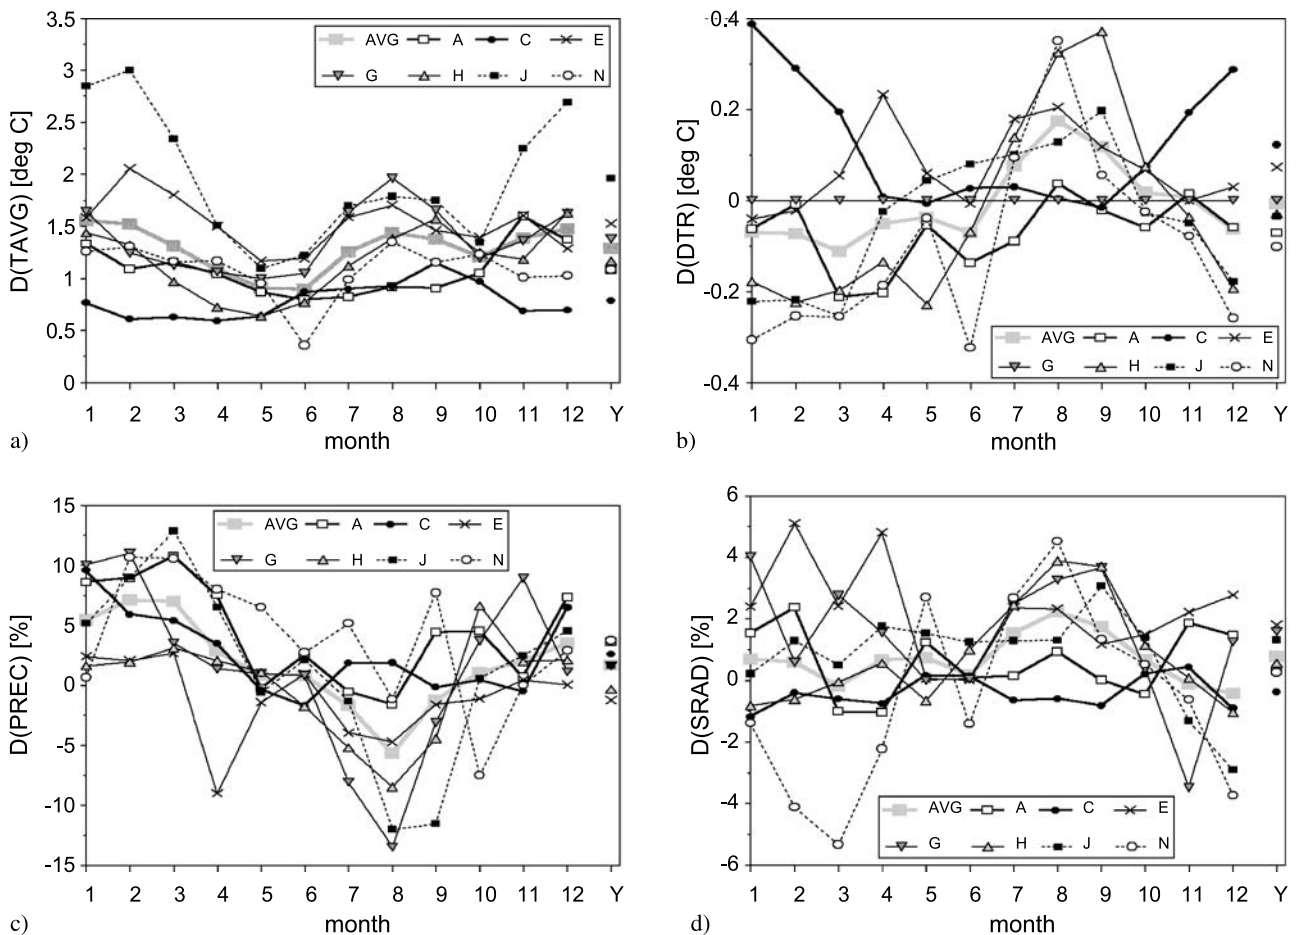 3.5
3
2.5
2
1.5
1
0.5
0
D(TAVG) [deg C]
AVG A C E
G H J N
1 2 3 4 5 6 7 8 9 10 11 12 Y
month
a)
0.4
0.2
0
-0.2
-0.4
D(DTR) [deg C]
AVG A C E
G H J N
1 2 3 4 5 6 7 8 9 10 11 12 Y
month
b)
15
10
5
0
-5
-10
-15
D(PREC) [%]
AVG A C E
G H J N
1 2 3 4 5 6 7 8 9 10 11 12 Y
month
c)
6
4
2
0
-2
-4
-6
D(SRAD) [%]
AVG A C E
G H J N
1 2 3 4 5 6 7 8 9 10 11 12 Y
month
d)